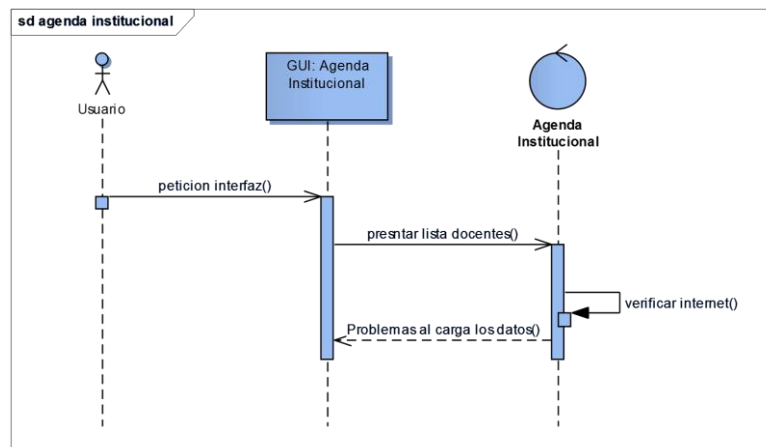 sd agenda institucional
Usuario
GUI: Agenda
Institucional
Agenda
Institucional
peticion interfaz()
presntar lista docentes()
verificar internet()
Problemas al carga los datos()